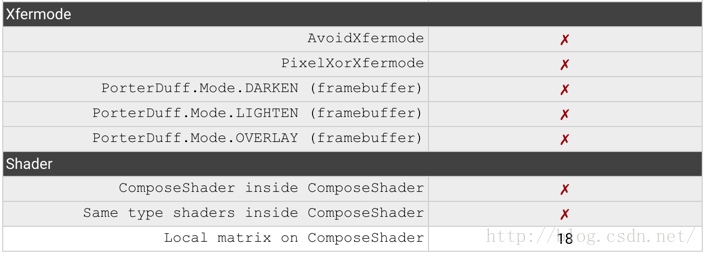 Xfermode
AvoidXfermode ✗
PixelXorXfermode ✗
PorterDuff.Mode.DARKEN (framebuffer) ✗
PorterDuff.Mode.LIGHTEN (framebuffer) ✗
PorterDuff.Mode.OVERLAY (framebuffer) ✗
Shader
ComposeShader inside ComposeShader ✗
Same type shaders inside ComposeShader ✗
Local matrix on ComposeShader 18
http://blog.csdn.net/